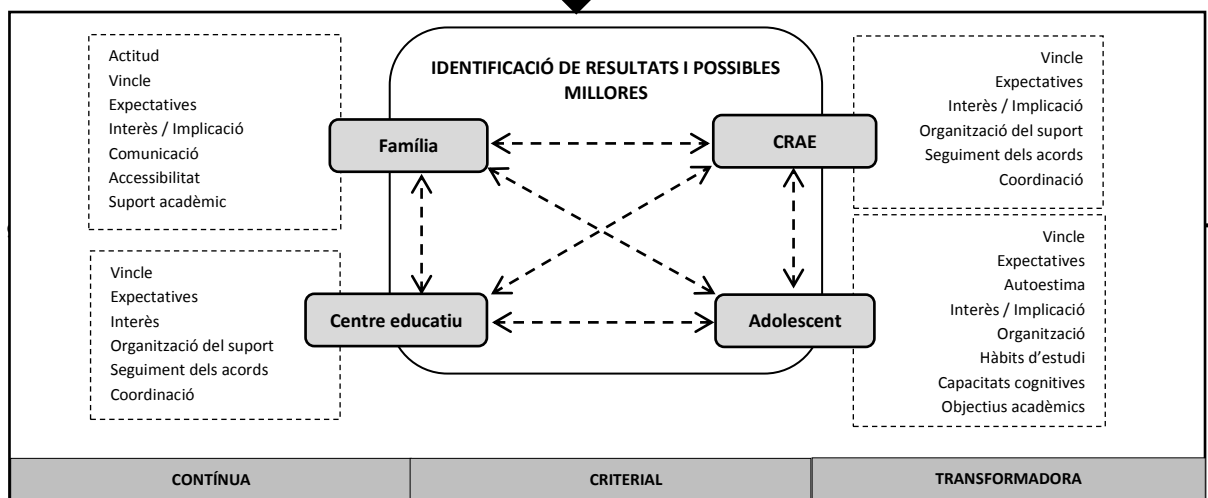 Actitud
Vincle
Expectatives
Interès / Implicació
Comunicació
Accessibilitat
Suport acadèmic
IDENTIFICACIÓ DE RESULTATS I POSSIBLES
MILLORES
Vincle
Expectatives
Interès / Implicació
Organització del suport
Seguiment dels acords
Coordinació
Família
CRAE
Vincle
Expectatives
Interès
Organització del suport
Seguiment dels acords
Coordinació
Centre educatiu
Adolescent
Vincle
Expectatives
Autoestima
Interès / Implicació
Organització
Hàbits d’estudi
Capacitats cognitives
Objectius acadèmics
CONTÍNUA
CRITERIAL
TRANSFORMADORA